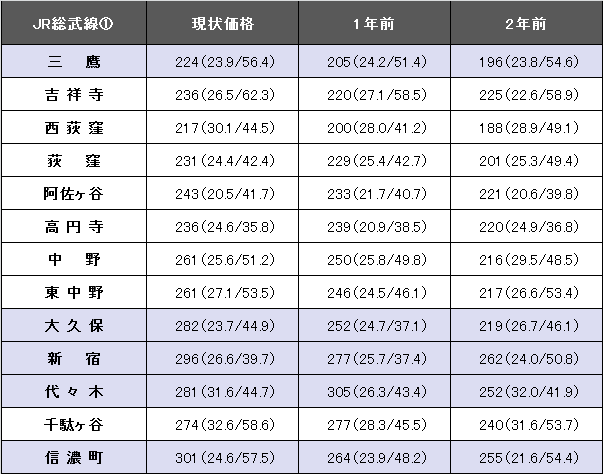 JR総武線① 現状価格 1年前 2年前
三鷹 224(23.9/56.4) 205(24.2/51.4) 196(23.8/54.6)
吉祥寺 236(26.5/62.3) 220(27.1/58.5) 225(22.6/58.9)
西荻窪 217(30.1/44.5) 200(28.0/41.2) 188(28.9/49.1)
荻窪 231(24.4/42.4) 229(25.4/42.7) 201(25.3/49.4)
阿佐ヶ谷 243(20.5/41.7) 233(21.7/40.7) 221(20.6/39.8)
高円寺 236(24.6/35.8) 239(20.9/38.5) 220(24.9/36.8)
中野 261(25.6/51.2) 250(25.8/49.8) 216(29.5/48.5)
東中野 261(27.1/53.5) 246(24.5/46.1) 217(26.6/53.4)
大久保 282(23.7/44.9) 252(24.7/37.1) 219(26.7/46.1)
新宿 296(26.6/39.7) 277(25.7/37.4) 262(24.0/50.8)
代々木 281(31.6/44.7) 305(26.3/43.4) 252(32.0/41.9)
千駄ヶ谷 274(32.6/58.6) 277(28.3/45.5) 240(31.6/53.7)
信濃町 301(24.6/57.5) 264(23.9/48.2) 255(21.6/54.4)